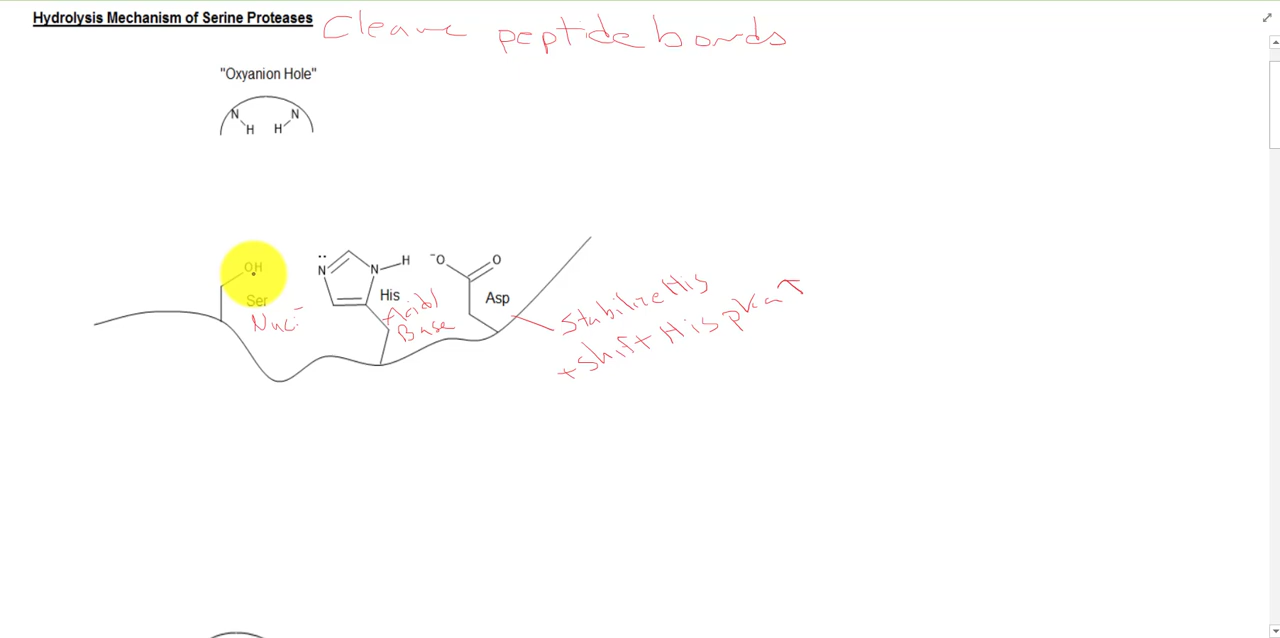 Hydrolysis Mechanism of Serine Proteases Cleave peptide bonds
"Oxyanion Hole"
N N
H H
OH N N H ⁻O O
Ser His Asp
Nuc:⁻ Acid/ Base
Stabilize His
+ shift His pka ↑